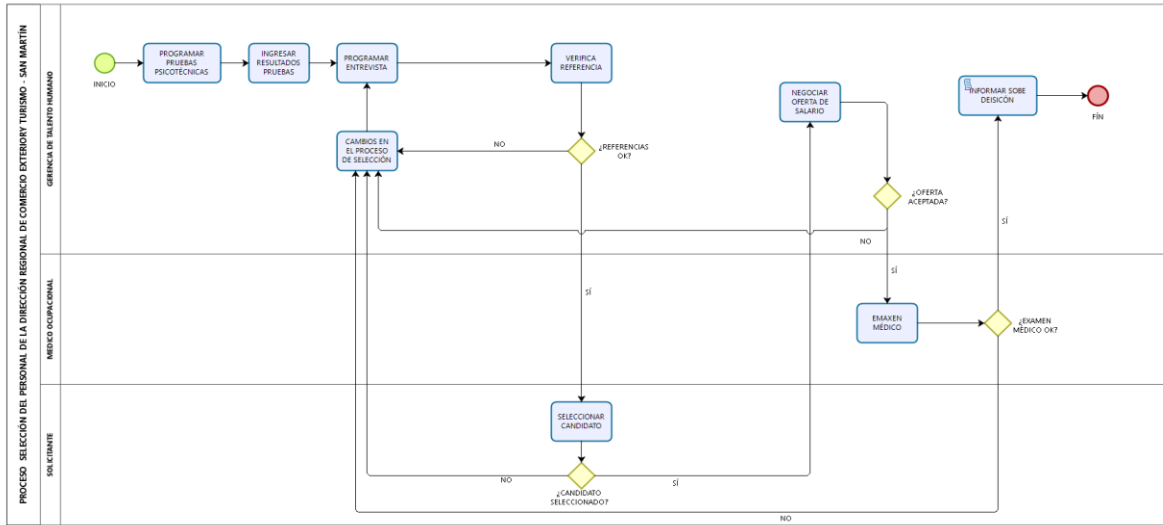 PROCESO SELECCIÓN DEL PERSONAL DE LA DIRECCIÓN REGIONAL DE COMERCIO EXTERIORY TURISMO - SAN MARTÍN
GERENCIA DE TALENTO HUMANO
INICIO
PROGRAMAR
PRUEBAS
PSICOTÉCNICAS
INGRESAR
RESULTADOS
PRUEBAS
PROGRAMAR
ENTREVISTA
VERIFICA
REFERENCIA
NEGOCIAR
OFERTA DE
SALARIO
INFORMAR SOBE
DEISICÓN
FÍN
CAMBIOS EN
EL PROCESO
DE SELECCIÓN
NO
¿REFERENCIAS
OK?
¿OFERTA
ACEPTADA?
SÍ
NO
MEDICO OCUPACIONAL
SÍ
SÍ
EMAXEN
MÉDICO
¿EXAMEN
MÉDICO OK?
SOLICITANTE
SELECCIONAR
CANDIDATO
NO
SÍ
¿CANDIDATO
SELECCIONADO?
NO